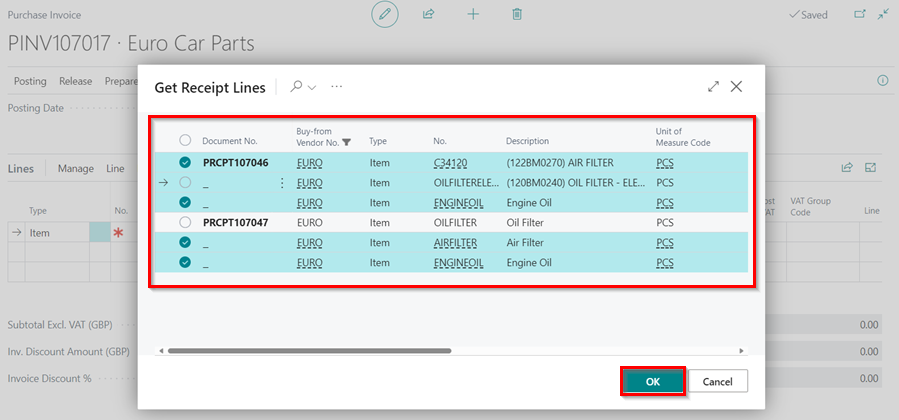 Purchase Invoice
Saved
PINV107017 · Euro Car Parts
Posting Release Prepare
Posting Date
Get Receipt Lines
Document No. Buy-from Vendor No. Type No. Description Unit of Measure Code
PRCPT107046 EURO Item C34120 (122BM0270) AIR FILTER PCS
_ EURO Item OILFILTERELE... (120BM0240) OIL FILTER - ELE... PCS
_ EURO Item ENGINEOIL Engine Oil PCS
PRCPT107047 EURO Item OILFILTER Oil Filter PCS
_ EURO Item AIRFILTER Air Filter PCS
_ EURO Item ENGINEOIL Engine Oil PCS
OK Cancel
Lines Manage Line
Type No. VAT Group Code Line
Item *
Subtotal Excl. VAT (GBP) 0.00
Inv. Discount Amount (GBP) 0.00
Invoice Discount % 0.00